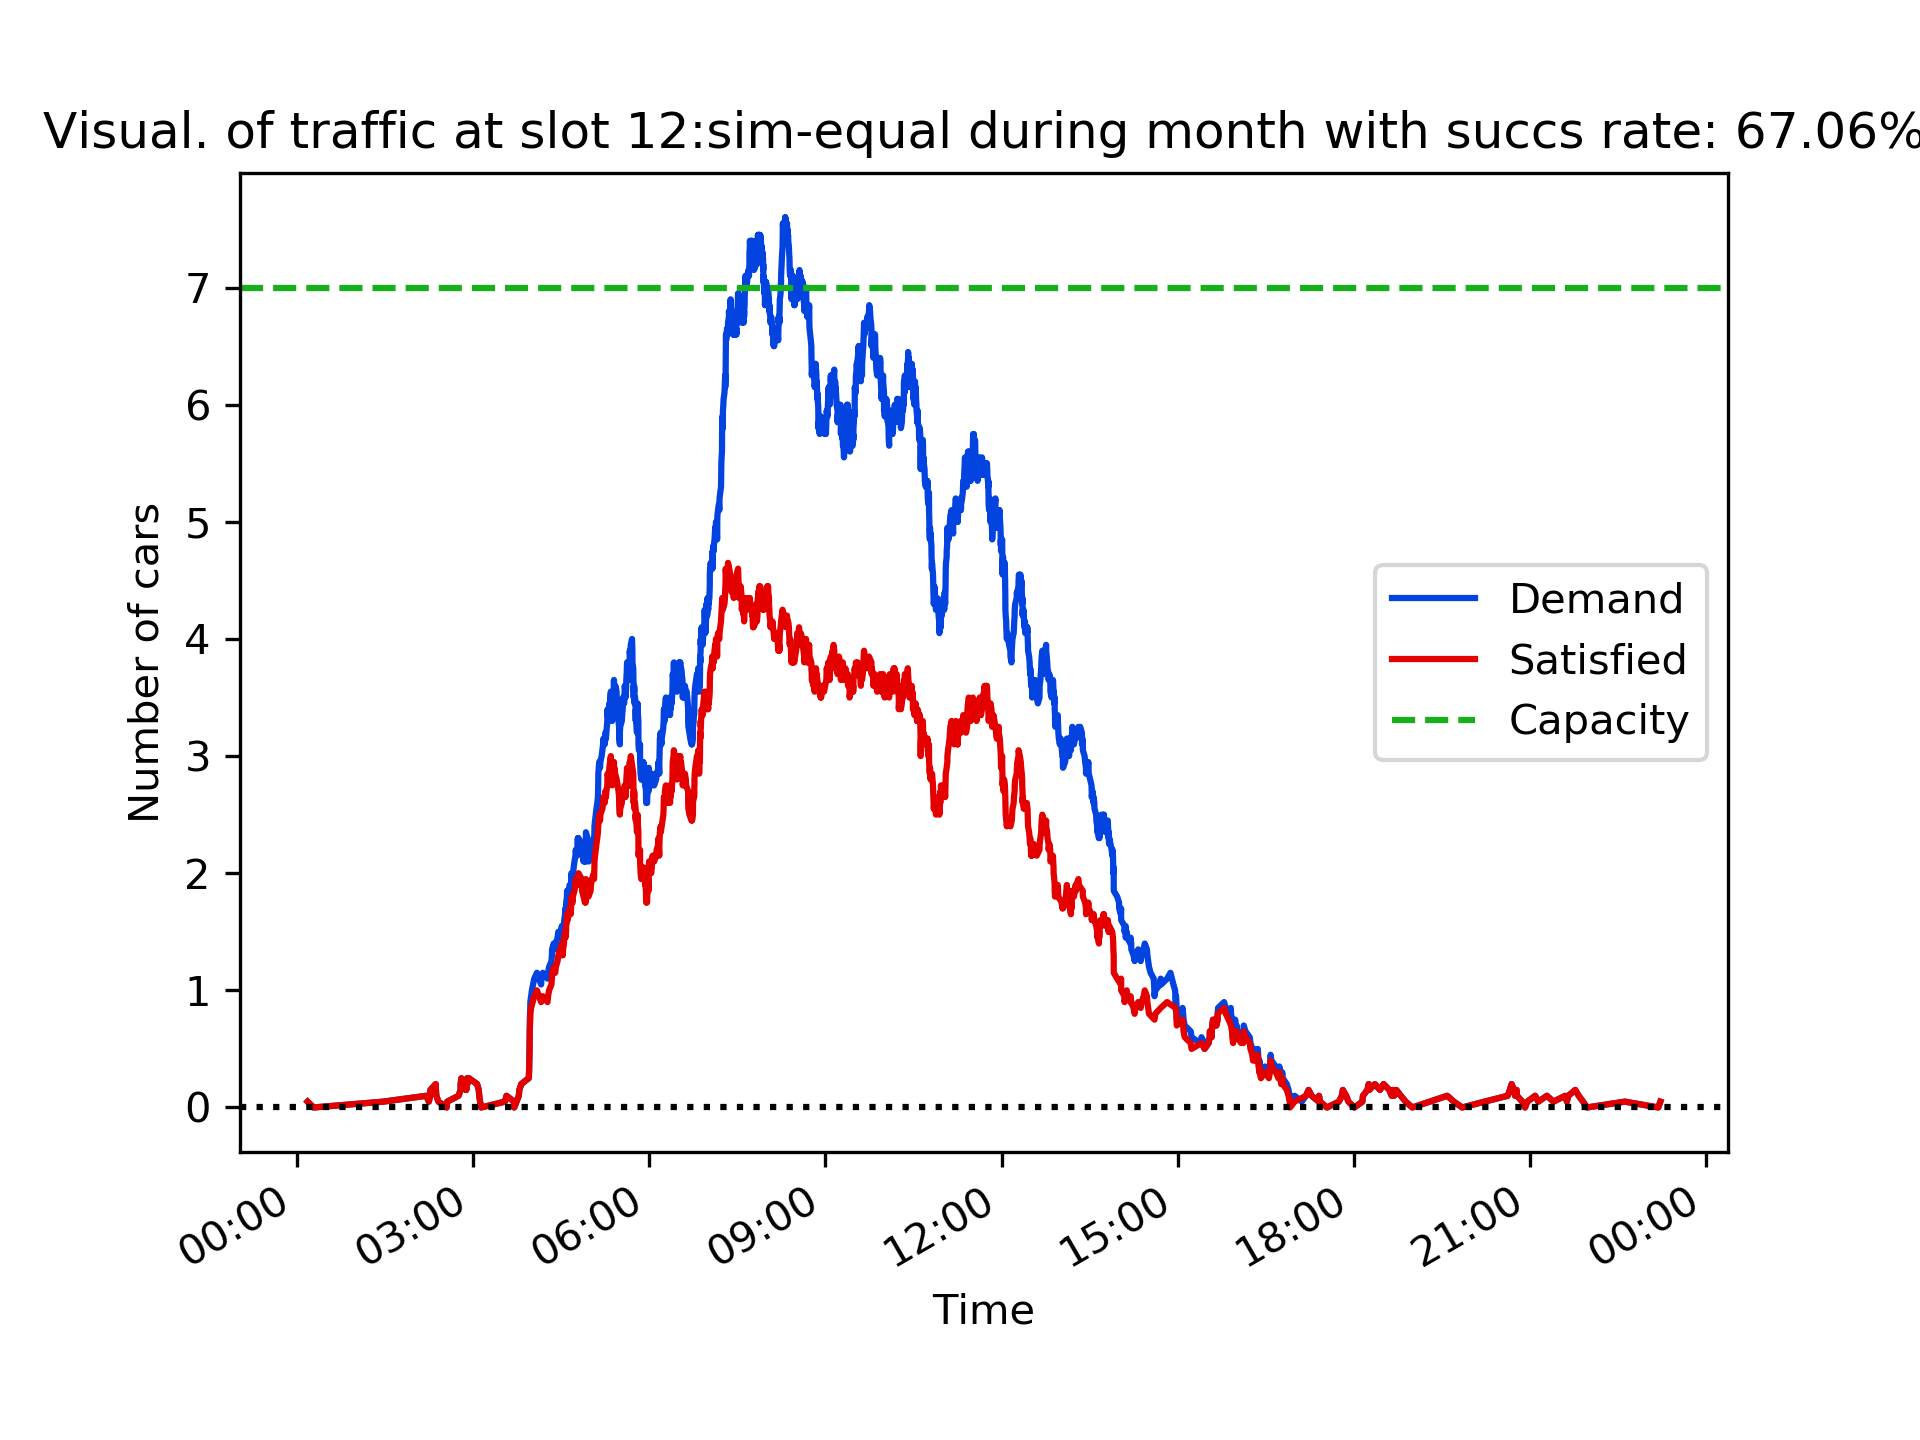 Visual. of traffic at slot 12:sim-equal during month with succs rate: 67.06%
7
6
5
4
3
2
1
0
Number of cars
Demand
Satisfied
Capacity
00:00
03:00
06:00
09:00
12:00
15:00
18:00
21:00
00:00
Time